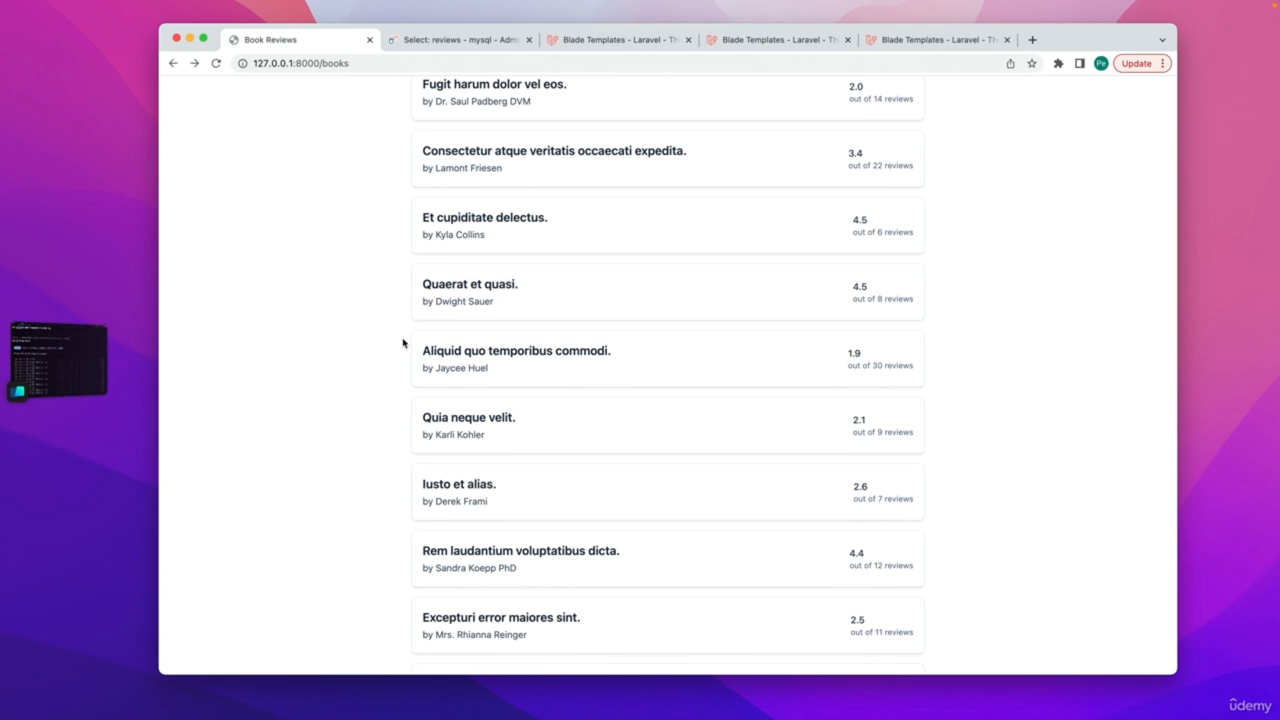 Book Reviews
Select: reviews - mysql - Admi
Blade Templates - Laravel - Th
Blade Templates - Laravel - Th
Blade Templates - Laravel - Th
127.0.0.1:8000/books
Pe
Update
Fugit harum dolor vel eos.
2.0
by Dr. Saul Padberg DVM
out of 14 reviews
Consectetur atque veritatis occaecati expedita.
3.4
by Lamont Friesen
out of 22 reviews
Et cupiditate delectus.
4.5
by Kyla Collins
out of 6 reviews
Quaerat et quasi.
4.5
by Dwight Sauer
out of 8 reviews
Aliquid quo temporibus commodi.
1.9
by Jaycee Huel
out of 30 reviews
Quia neque velit.
2.1
by Karli Kohler
out of 9 reviews
Iusto et alias.
2.6
by Derek Frami
out of 7 reviews
Rem laudantium voluptatibus dicta.
4.4
by Sandra Koepp PhD
out of 12 reviews
Excepturi error maiores sint.
2.5
by Mrs. Rhianna Reinger
out of 11 reviews
ûdemy